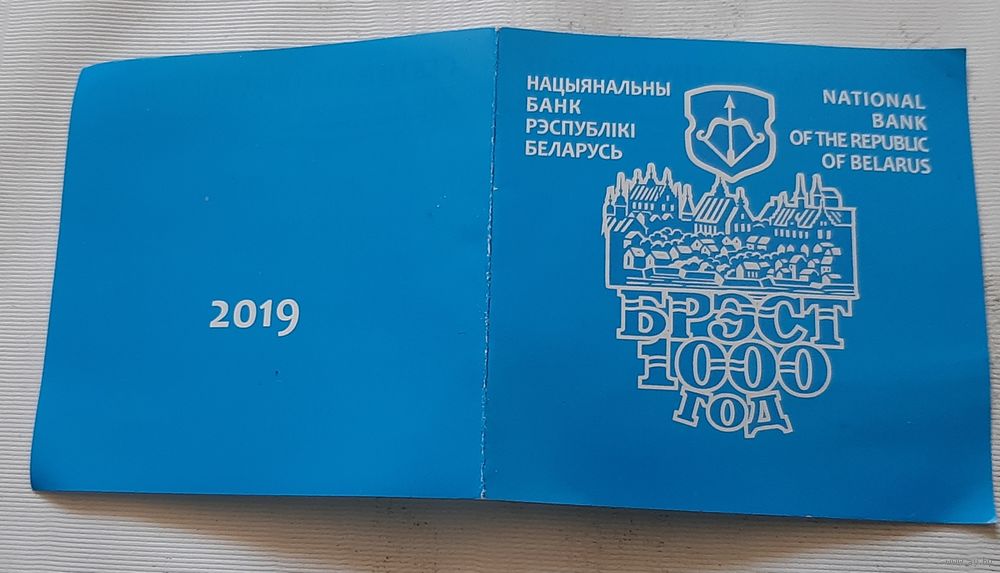 2019
НАЦЫЯНАЛЬНЫ
БАНК
РЭСПУБЛІКІ
БЕЛАРУСЬ
NATIONAL
BANK
OF THE REPUBLIC
OF BELARUS
БРЭСТ
1000
ГОД